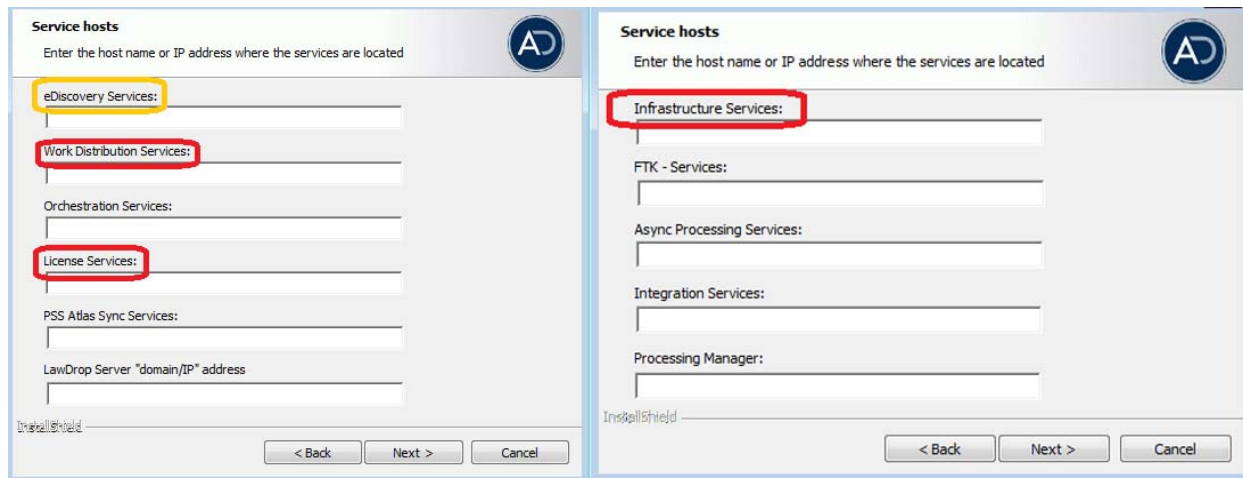 Service hosts
Enter the host name or IP address where the services are located
AD
eDiscovery Services:
Work Distribution Services:
Orchestration Services:
License Services:
PSS Atlas Sync Services:
LawDrop Server "domain/IP" address
InstallShield
< Back
Next >
Cancel
Service hosts
Enter the host name or IP address where the services are located
AD
Infrastructure Services:
FTK - Services:
Async Processing Services:
Integration Services:
Processing Manager:
InstallShield
< Back
Next >
Cancel